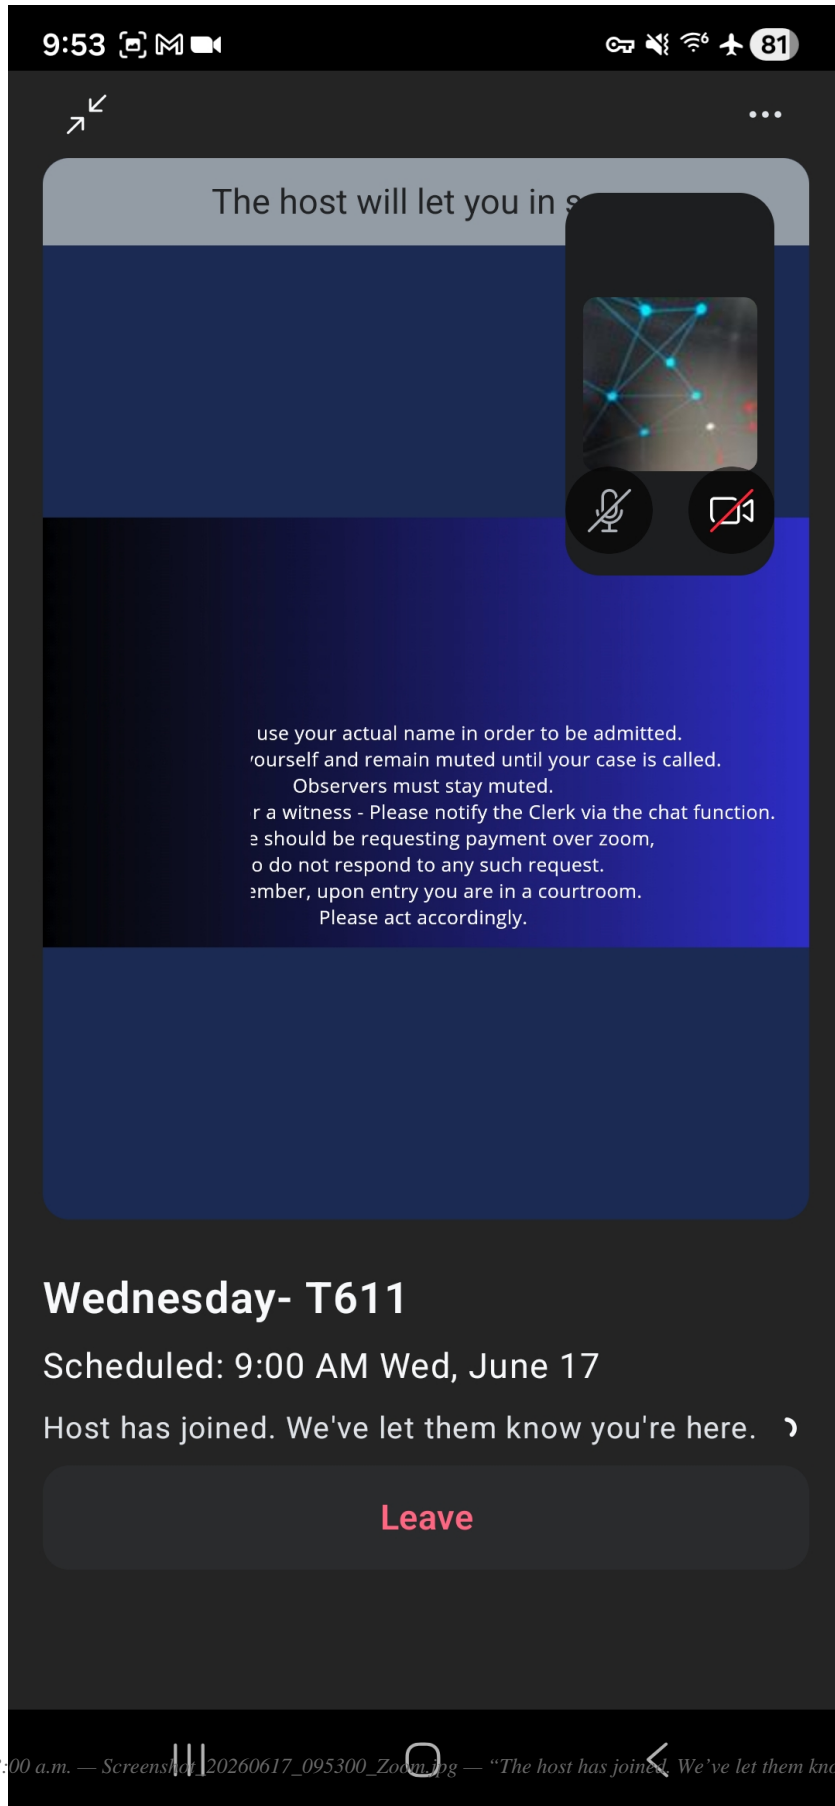 9:53
6
81
The host will let you in
use your actual name in order to be admitted.
yourself and remain muted until your case is called.
Observers must stay muted.
r a witness - Please notify the Clerk via the chat function.
e should be requesting payment over zoom,
o do not respond to any such request.
ember, upon entry you are in a courtroom.
Please act accordingly.
Wednesday- T611
Scheduled: 9:00 AM Wed, June 17
Host has joined. We've let them know you're here.
Leave
:00 a.m. — Screenshot_20260617_095300_Zoom.jpg — “The host has joined. We’ve let them kno